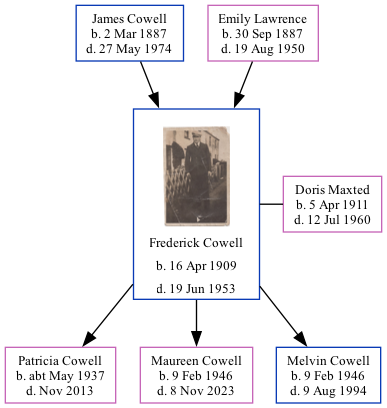 James Cowell
b. 2 Mar 1887
d. 27 May 1974
Emily Lawrence
b. 30 Sep 1887
d. 19 Aug 1950
Frederick Cowell
b. 16 Apr 1909
d. 19 Jun 1953
Doris Maxted
b. 5 Apr 1911
d. 12 Jul 1960
Patricia Cowell
b. abt May 1937
d. Nov 2013
Maureen Cowell
b. 9 Feb 1946
d. 8 Nov 2023
Melvin Cowell
b. 9 Feb 1946
d. 9 Aug 1994